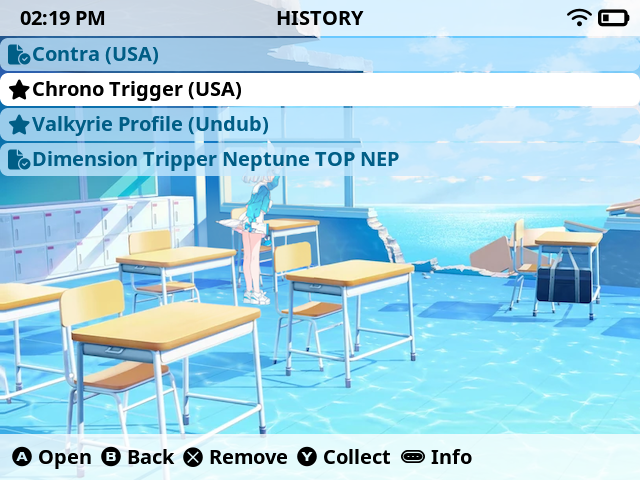 02:19 PM HISTORY
Contra (USA)
Chrono Trigger (USA)
Valkyrie Profile (Undub)
Dimension Tripper Neptune TOP NEP
A Open B Back X Remove Y Collect Info